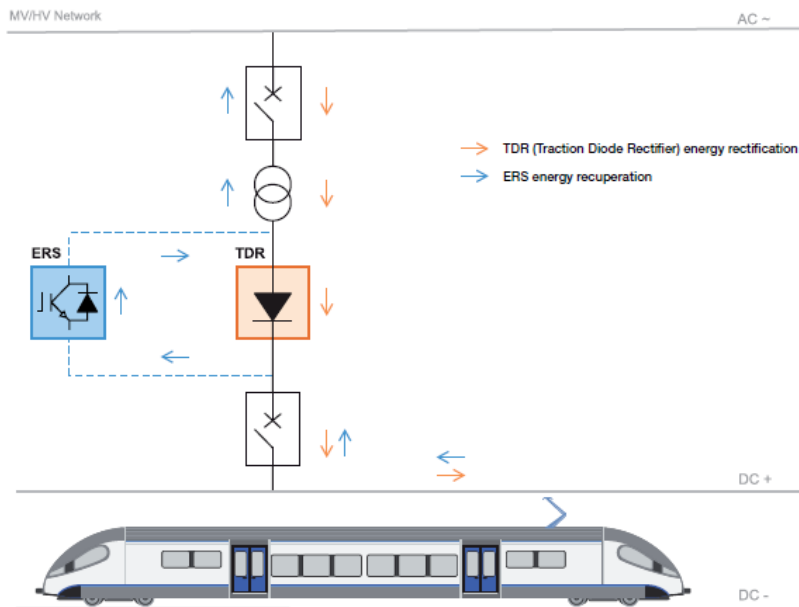 MV/HV Network
AC ~
TDR (Traction Diode Rectifier) energy rectification
ERS energy recuperation
ERS
TDR
DC +
DC -